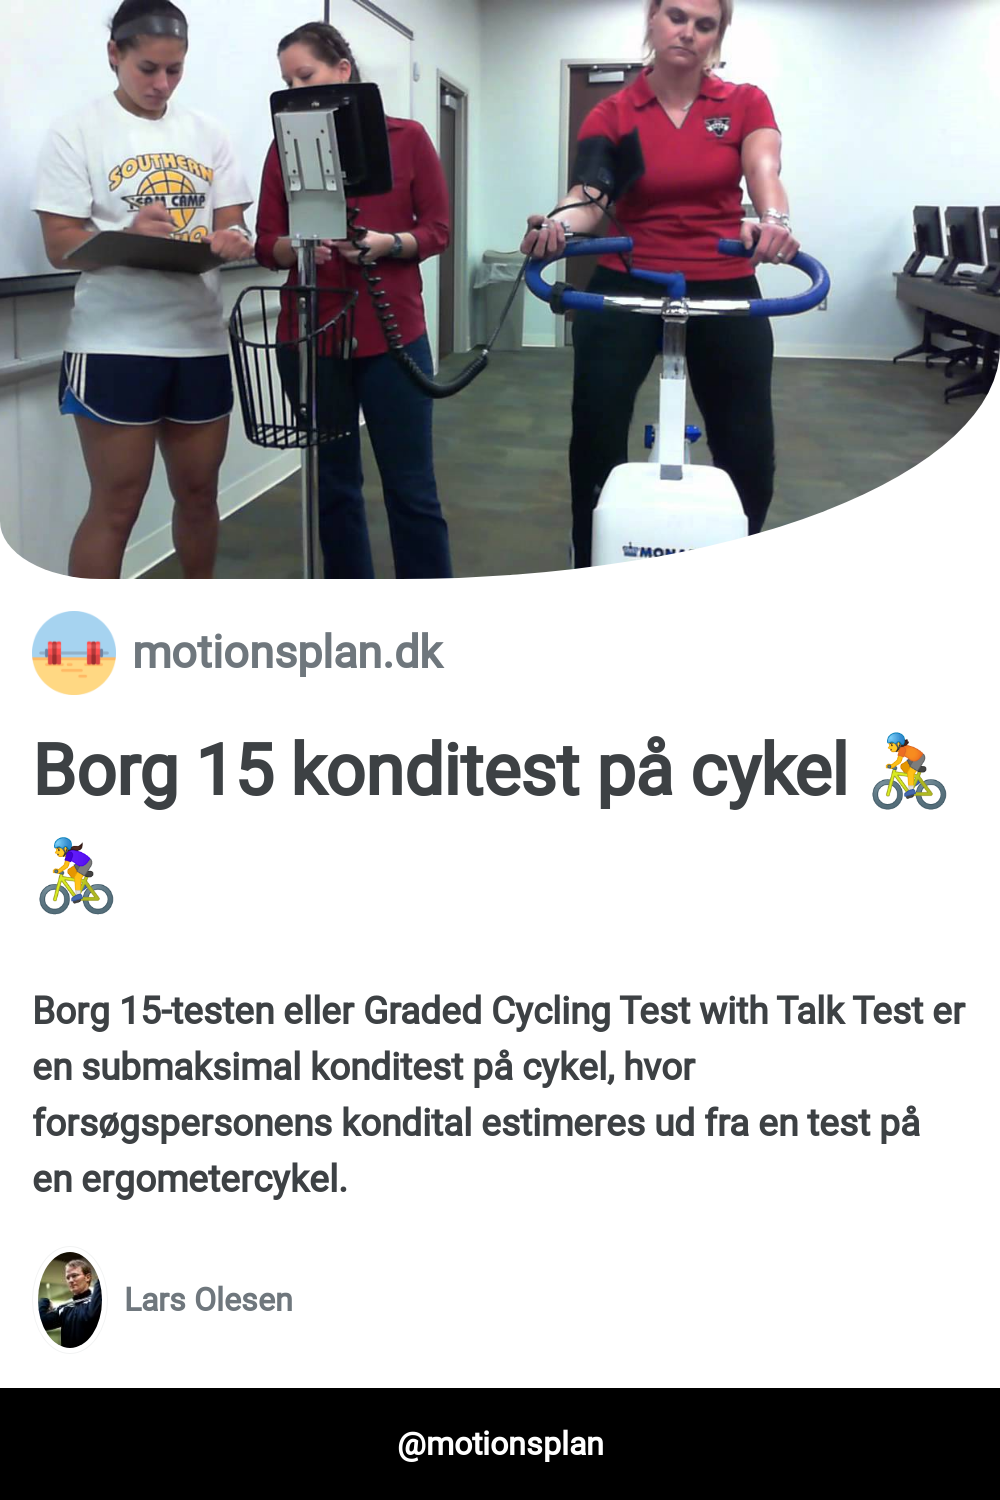 SOUTHERN
TEAM CAMP
MONA
motionsplan.dk
Borg 15 konditest på cykel 🚴
🚴‍♀️
Borg 15-testen eller Graded Cycling Test with Talk Test er
en submaksimal konditest på cykel, hvor
forsøgspersonens kondital estimeres ud fra en test på
en ergometercykel.
Lars Olesen
@motionsplan